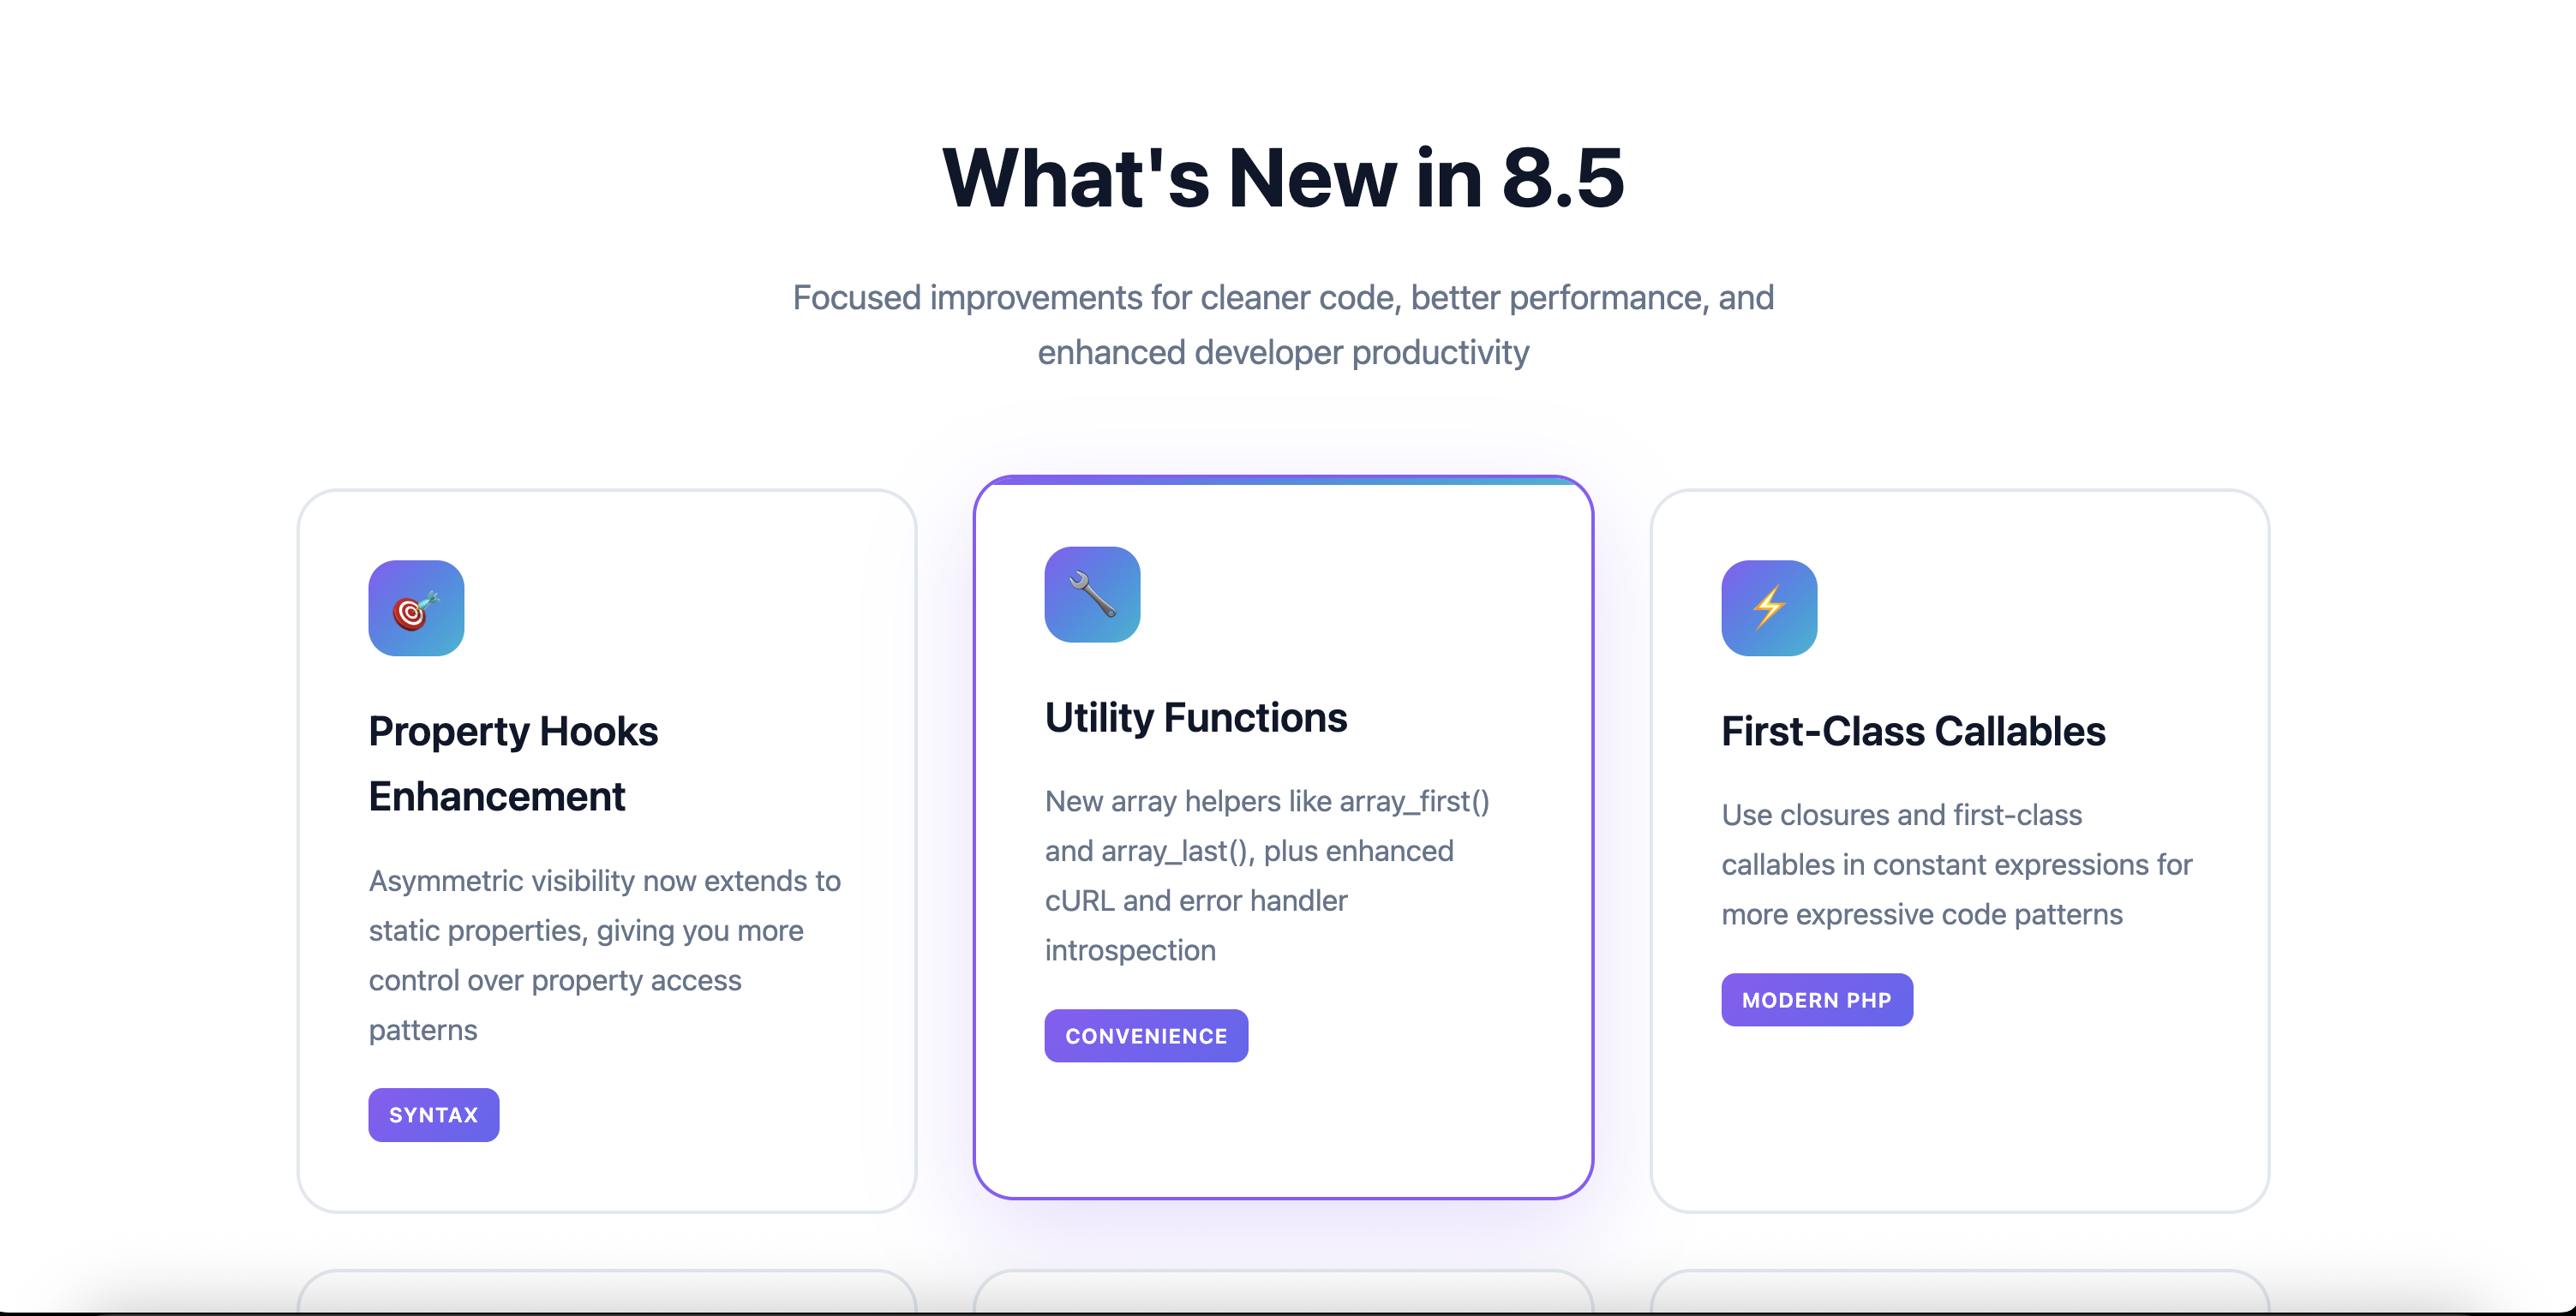 What's New in 8.5
Focused improvements for cleaner code, better performance, and
enhanced developer productivity
Property Hooks
Enhancement
Asymmetric visibility now extends to
static properties, giving you more
control over property access
patterns
SYNTAX
Utility Functions
New array helpers like array_first()
and array_last(), plus enhanced
cURL and error handler
introspection
CONVENIENCE
First-Class Callables
Use closures and first-class
callables in constant expressions for
more expressive code patterns
MODERN PHP